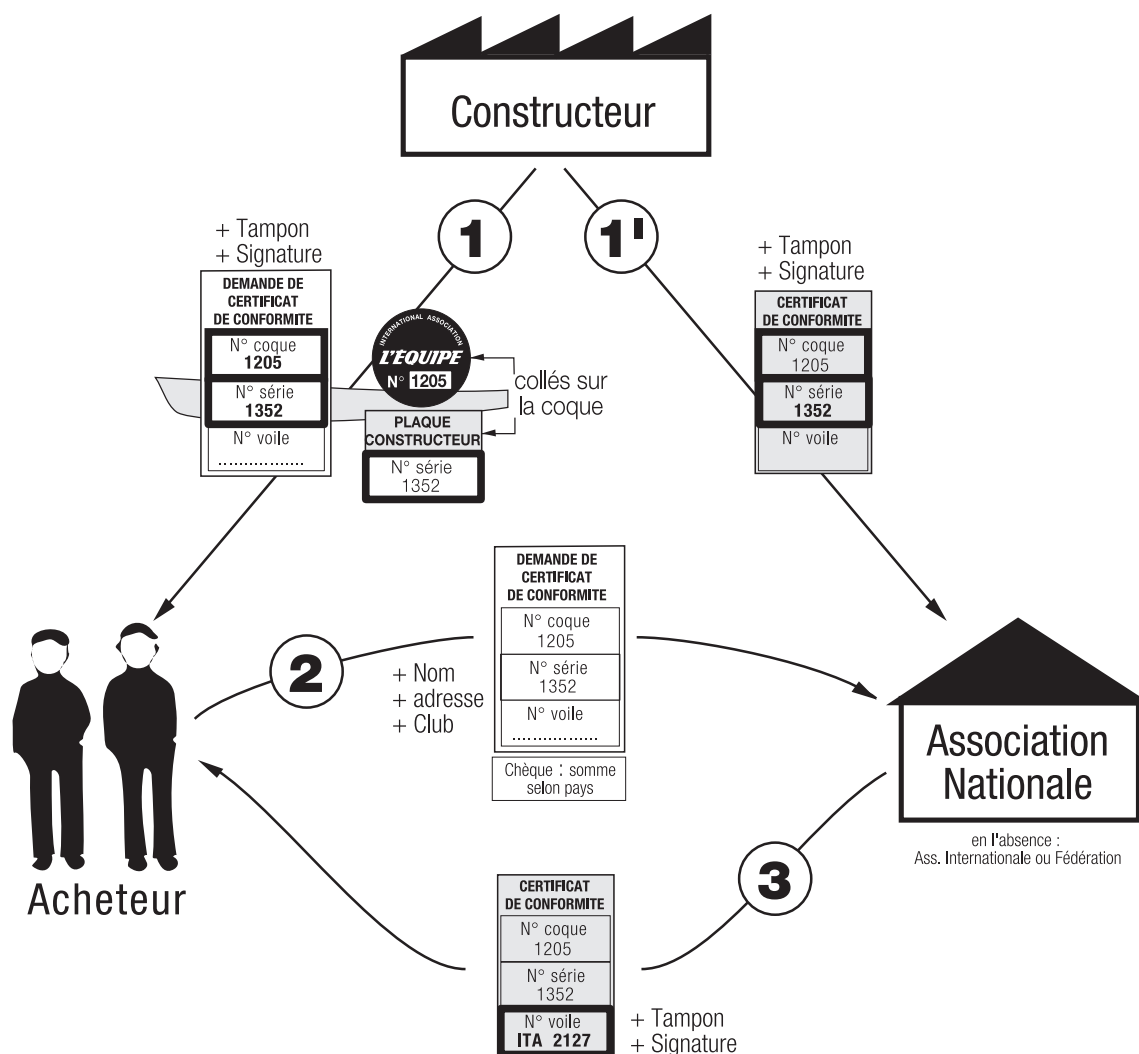 Constructeur
1
1'
+ Tampon
+ Signature
DEMANDE DE
CERTIFICAT
DE CONFORMITE
N° coque
1205
N° série
1352
N° voile
..................
INTERNATIONAL ASSOCIATION
L'ÉQUIPE
N° 1205
collés sur
la coque
PLAQUE
CONSTRUCTEUR
N° série
1352
+ Tampon
+ Signature
CERTIFICAT
DE CONFORMITE
N° coque
1205
N° série
1352
N° voile
Acheteur
2
+ Nom
+ adresse
+ Club
DEMANDE DE
CERTIFICAT
DE CONFORMITE
N° coque
1205
N° série
1352
N° voile
..................
Chèque : somme
selon pays
Association
Nationale
en l'absence :
Ass. Internationale ou Fédération
3
CERTIFICAT
DE CONFORMITE
N° coque
1205
N° série
1352
N° voile
ITA 2127
+ Tampon
+ Signature